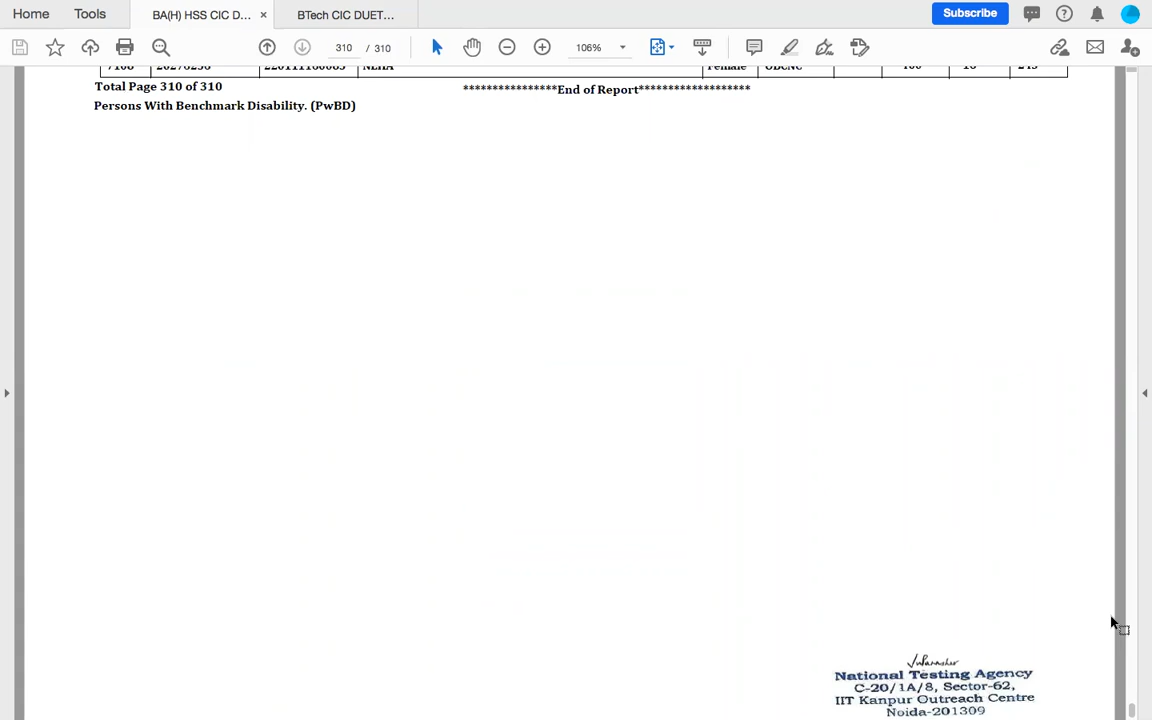 Home
Tools
BA(H) HSS CIC D... ×
BTech CIC DUET...
Subscribe
310 / 310
106%
Female
Total Page 310 of 310
****************End of Report*******************
Persons With Benchmark Disability. (PwBD)
National Testing Agency
C-20/1A/8, Sector-62,
IIT Kanpur Outreach Centre
Noida-201309